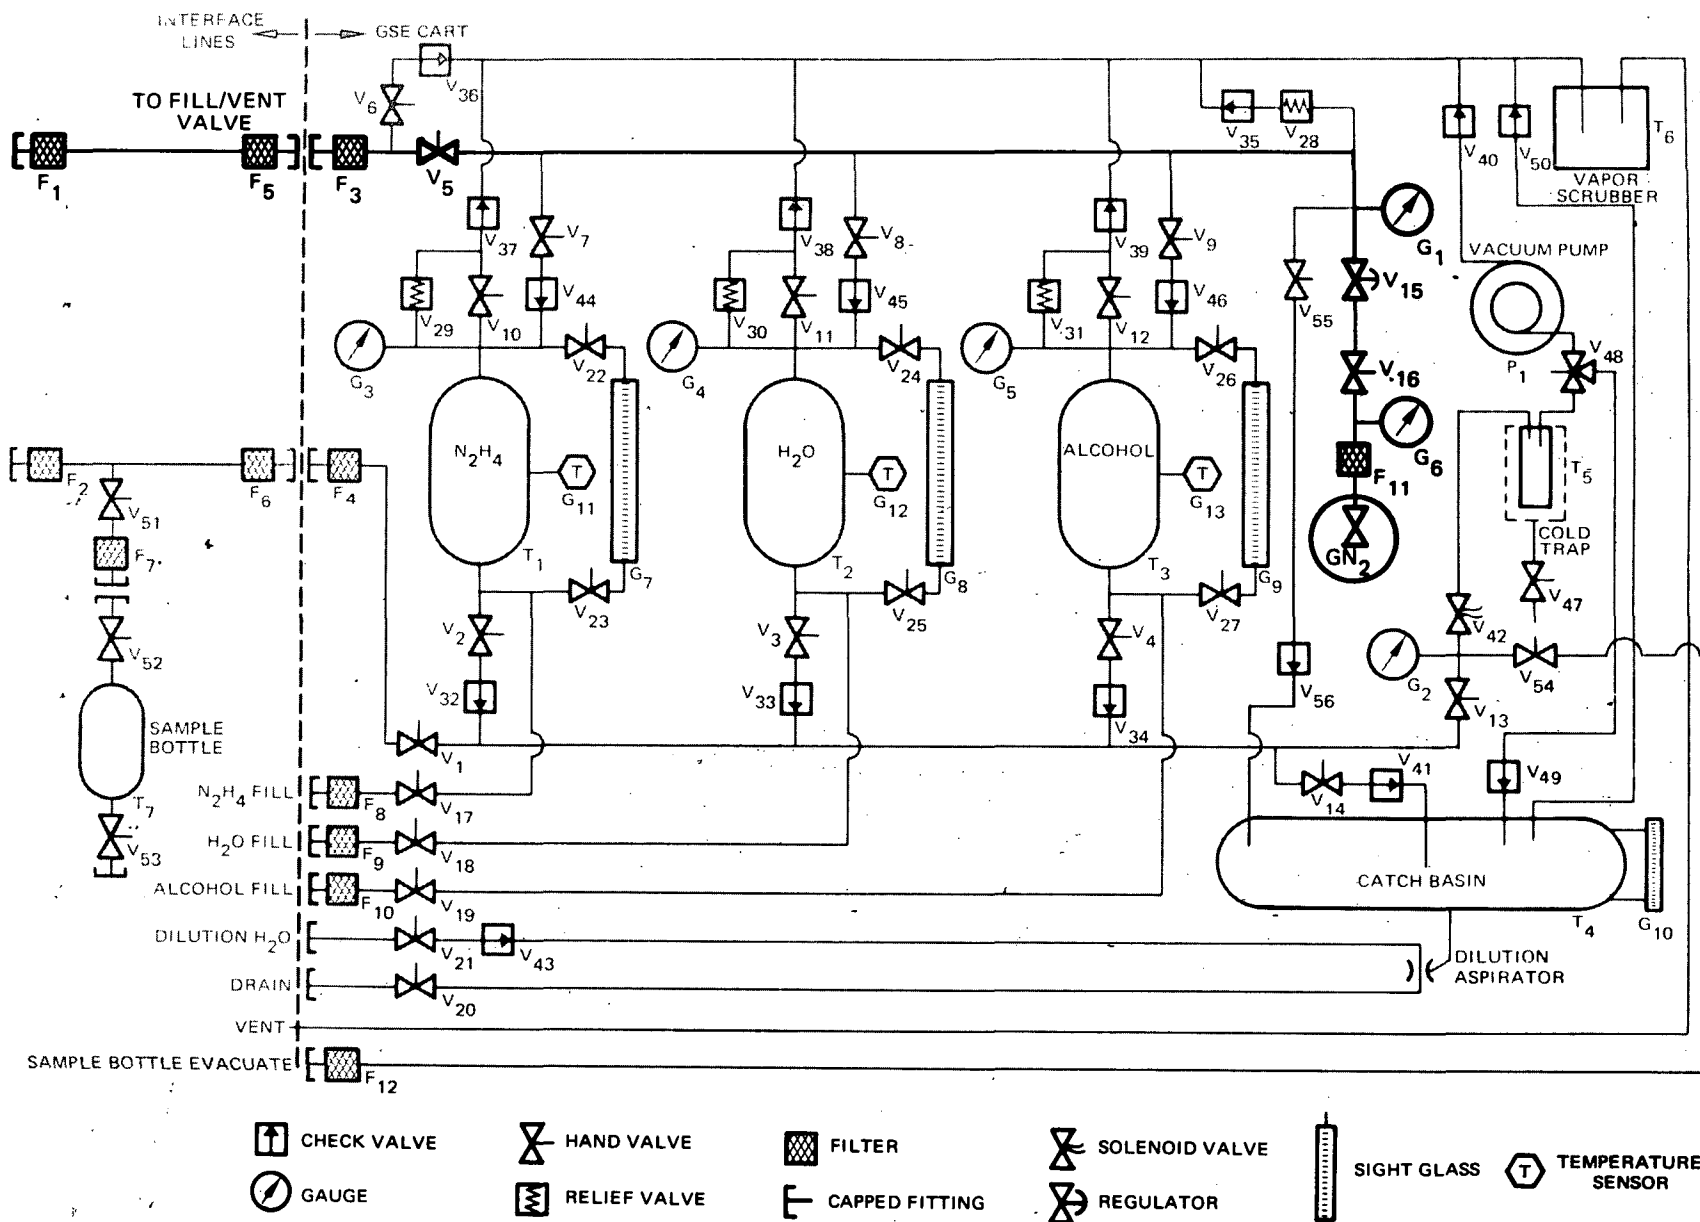 INTERFACE
LINES
GSE CART
TO FILL/VENT
VALVE
F1
F5
F3
V5
V6
V36
V35
V28
V40
V50
T6
VAPOR
SCRUBBER
V37
V7
V38
V8
V39
V9
G1
VACUUM PUMP
V29
V10
V44
V30
V11
V45
V31
V12
V46
V55
V15
G3
V22
G4
V24
G5
V26
V16
P1
V48
N2H4
T
G11
H2O
T
G12
ALCOHOL
T
G13
G6
F11
T5
COLD
TRAP
GN2
F2
F6
F4
V51
F7
T1
G7
T2
G8
T3
G9
V47
V2
V23
V3
V25
V4
V27
V42
V52
G2
V54
V32
V33
V34
V56
V13
SAMPLE
BOTTLE
V1
V41
V49
V14
T7
V53
N2H4 FILL
F8
V17
H2O FILL
F9
V18
ALCOHOL FILL
F10
V19
CATCH BASIN
T4
G10
DILUTION H2O
V21
V43
DILUTION
ASPIRATOR
DRAIN
V20
VENT
SAMPLE BOTTLE EVACUATE
F12
CHECK VALVE
HAND VALVE
FILTER
SOLENOID VALVE
SIGHT GLASS
T
TEMPERATURE
SENSOR
GAUGE
RELIEF VALVE
CAPPED FITTING
REGULATOR